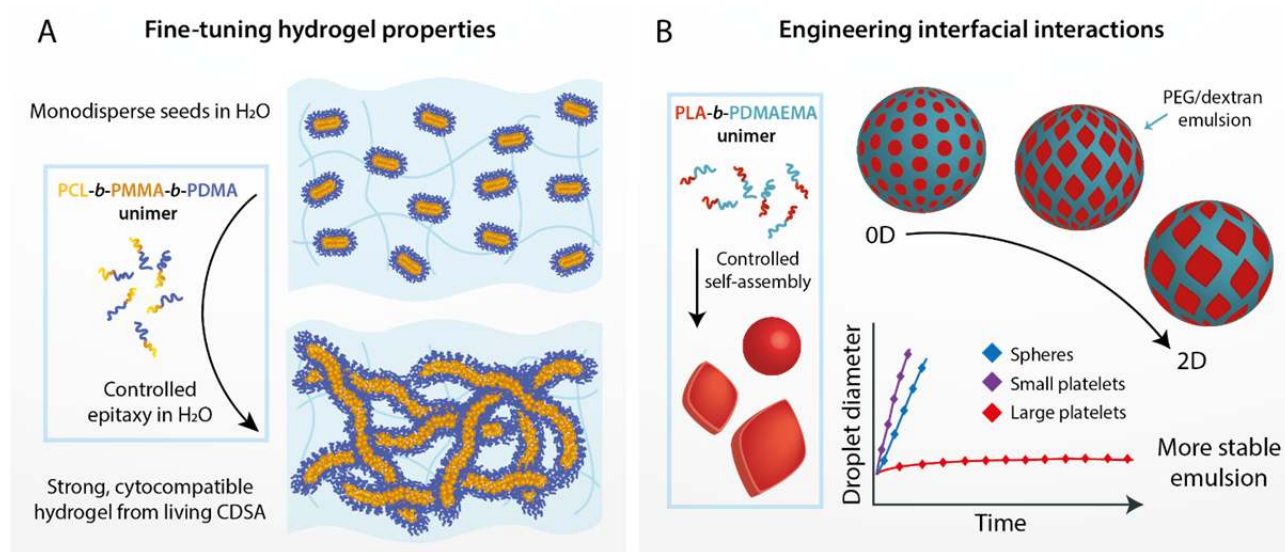 A
Fine-tuning hydrogel properties
Monodisperse seeds in H₂O
PCL-b-PMMA-b-PDMA
unimer
Controlled
epitaxy in H₂O
Strong, cytocompatible
hydrogel from living CDSA
B
Engineering interfacial interactions
PLA-b-PDMAEMA
unimer
Controlled
self-assembly
PEG/dextran
emulsion
0D
2D
Droplet diameter
Spheres
Small platelets
Large platelets
Time
More stable
emulsion